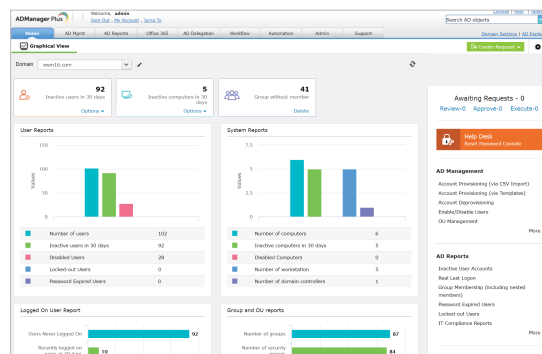 ADManager Plus
Welcome, admin
Sign Out . My Account . Jump To
License | Help
Search AD objects
Home AD Mgmt AD Reports Office 365 AD Delegation Workflow Automation Admin Support
Domain Settings | AD Explo
Graphical View
Create Request
Domain wsm16.com
92
Inactive users in 30 days
Options
5
Inactive computers in 30 days
Options
41
Group without member
Delete
Awaiting Requests - 0
Review-0 Approve-0 Execute-0
Help Desk
Reset Password Console
User Reports
150
100
50
0
Values
Number of users 102
Inactive users in 30 days 92
Disabled Users 28
Locked-out Users 0
Password Expired Users 0
System Reports
7.5
5
2.5
0
Values
Number of computers 6
Inactive computers in 30 days 5
Disabled Computers 0
Number of workstation 5
Number of domain controllers 1
AD Management
Account Provisioning (via CSV Import)
Account Provisioning (via Templates)
Account Deprovisioning
Enable/Disable Users
OU Management
More
AD Reports
Inactive User Accounts
Real Last Logon
Group Membership (including nested
members)
Password Expired Users
Locked-out Users
IT Compliance Reports
More
Logged On User Report
Users Never Logged On 92
Recently logged on
10
Group and OU reports
Number of groups 87
Number of security
84